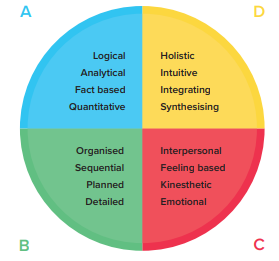 A
D
Logical
Analytical
Fact based
Quantitative
Holistic
Intuitive
Integrating
Synthesising
Organised
Sequential
Planned
Detailed
Interpersonal
Feeling based
Kinesthetic
Emotional
B
C